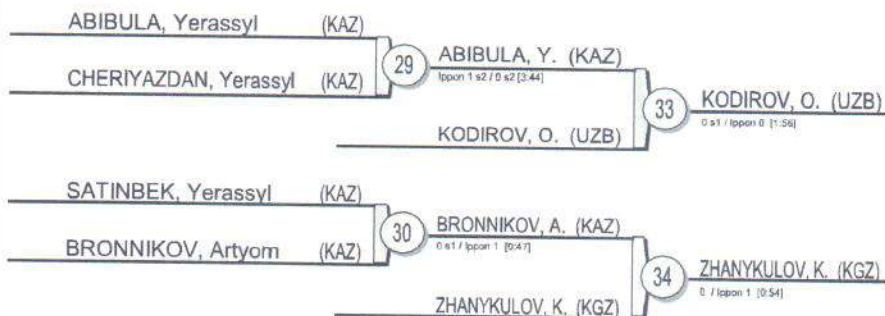 ABIBULA, Yerassyl (KAZ)
29
ABIBULA, Y. (KAZ)
CHERIYAZDAN, Yerassyl (KAZ)
Ippon 1 s2 / 0 s2 [3:44]
33
KODIROV, O. (UZB)
0 s1 / Ippon 0 [1:56]
KODIROV, O. (UZB)
SATINBEK, Yerassyl (KAZ)
30
BRONNIKOV, A. (KAZ)
BRONNIKOV, Artyom (KAZ)
0 s1 / Ippon 1 [0:47]
34
ZHANYKULOV, K. (KGZ)
0 / Ippon 1 [0:54]
ZHANYKULOV, K. (KGZ)